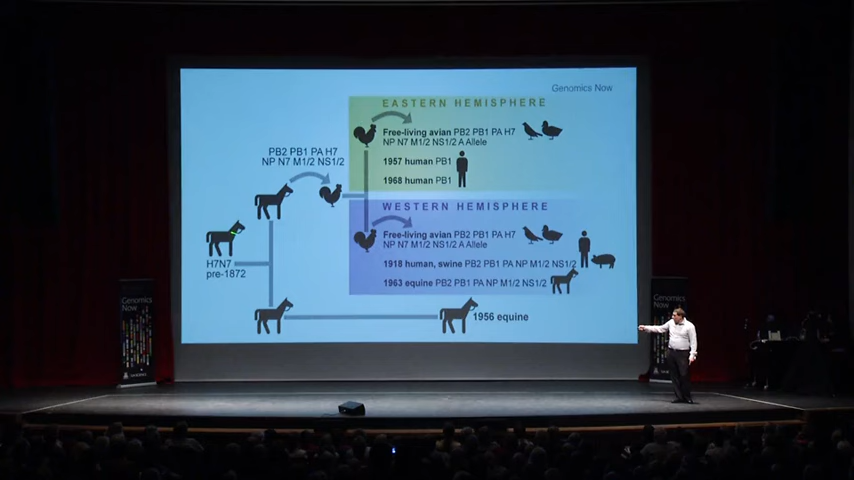 Genomics Now
EASTERN HEMISPHERE
Free-living avian PB2 PB1 PA H7
NP N7 M1/2 NS1/2 A Allele
1957 human PB1
1968 human PB1
PB2 PB1 PA H7
NP N7 M1/2 NS1/2
WESTERN HEMISPHERE
Free-living avian PB2 PB1 PA H7
NP N7 M1/2 NS1/2 A Allele
1918 human, swine PB2 PB1 PA NP M1/2 NS1/2
1963 equine PB2 PB1 PA NP M1/2 NS1/2
H7N7
pre-1872
1956 equine
Genomics
Now
Genomics
Now